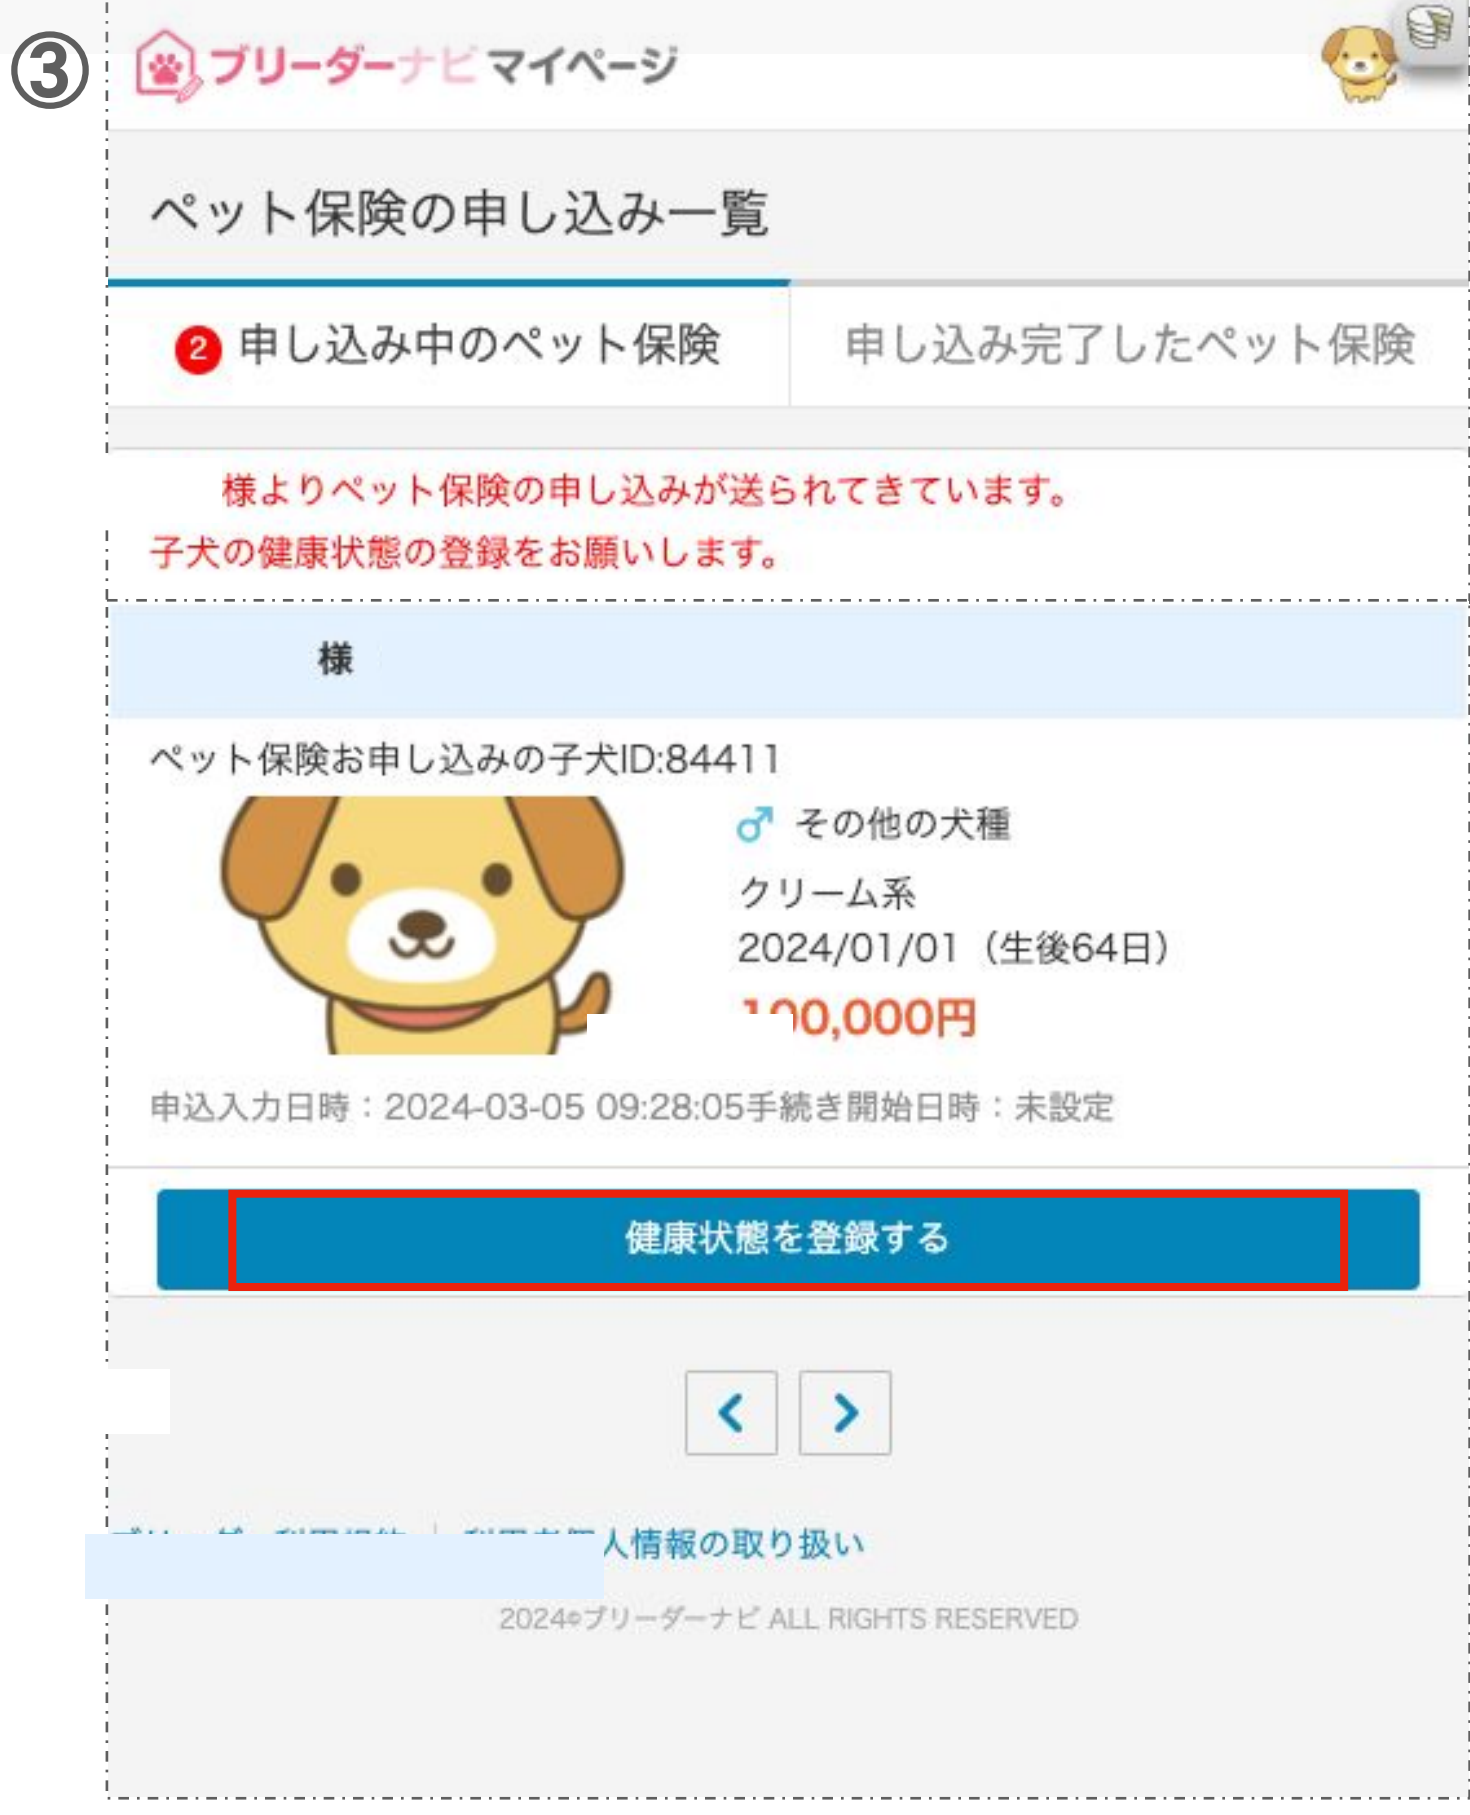 ③
ブリーダーナビ マイページ
ペット保険の申し込み一覧
2 申し込み中のペット保険
申し込み完了したペット保険
様よりペット保険の申し込みが送られてきています。
子犬の健康状態の登録をお願いします。
様
ペット保険お申し込みの子犬ID:84411
♂ その他の犬種
クリーム系
2024/01/01（生後64日）
100,000円
申込入力日時：2024-03-05 09:28:05手続き開始日時：未設定
健康状態を登録する
人情報の取り扱い
2024©ブリーダーナビ ALL RIGHTS RESERVED